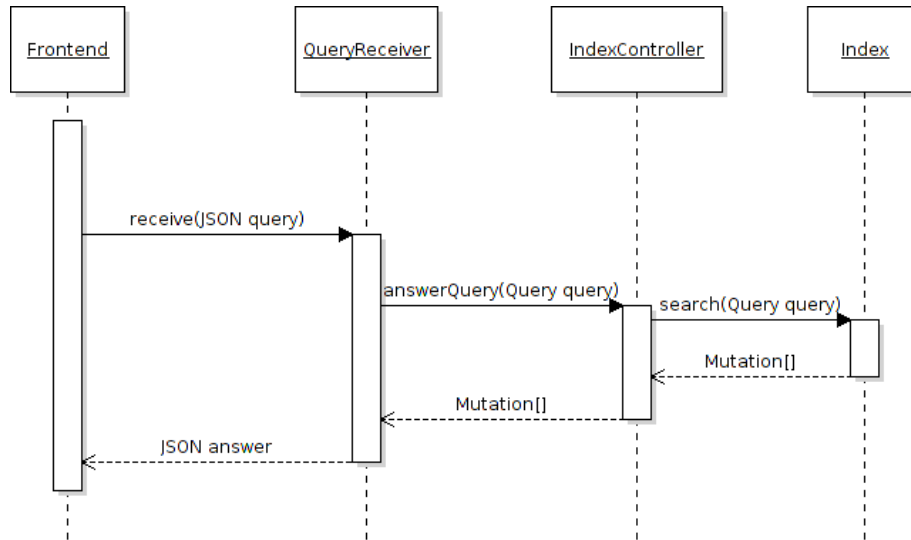 Frontend
QueryReceiver
IndexController
Index
receive(JSON query)
answerQuery(Query query)
search(Query query)
Mutation[]
Mutation[]
JSON answer